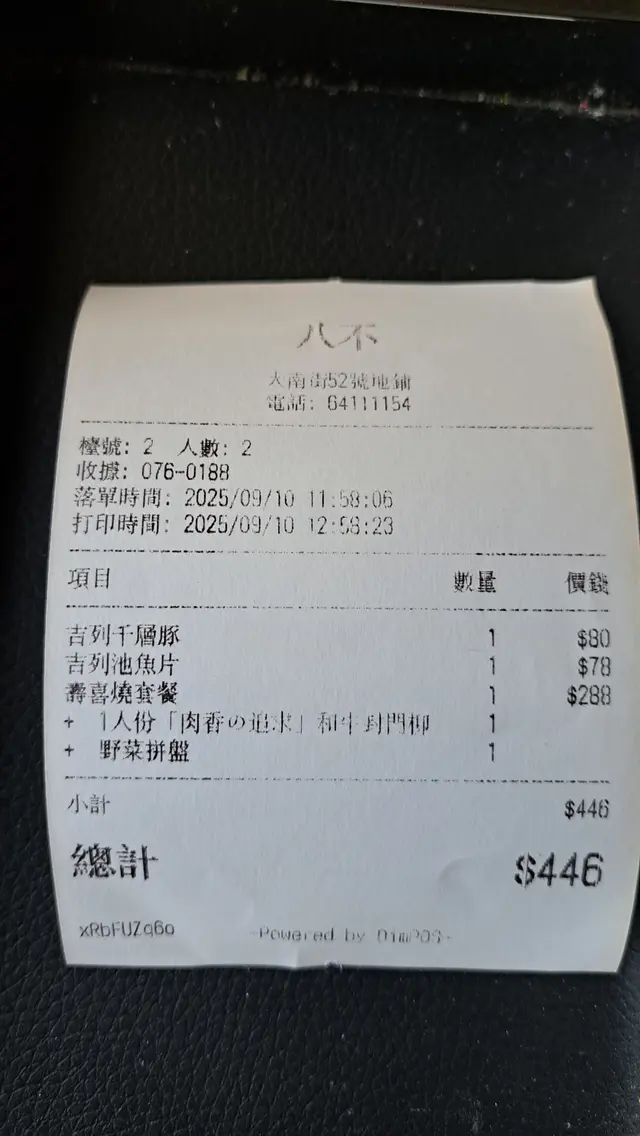 八不
大南街52號地鋪
電話: 64111154
檯號: 2 人數: 2
收據: 076-0188
落單時間: 2025/09/10 11:58:06
打印時間: 2025/09/10 12:58:23
項目 數量 價錢
吉列千層豚 1 $80
吉列池魚片 1 $78
壽喜燒套餐 1 $288
+ 1人份「肉香の追求」和牛封門柳 1
+ 野菜拼盤 1
小計 $446
總計 $446
xRbFUZq6o -Powered by DimPOS-